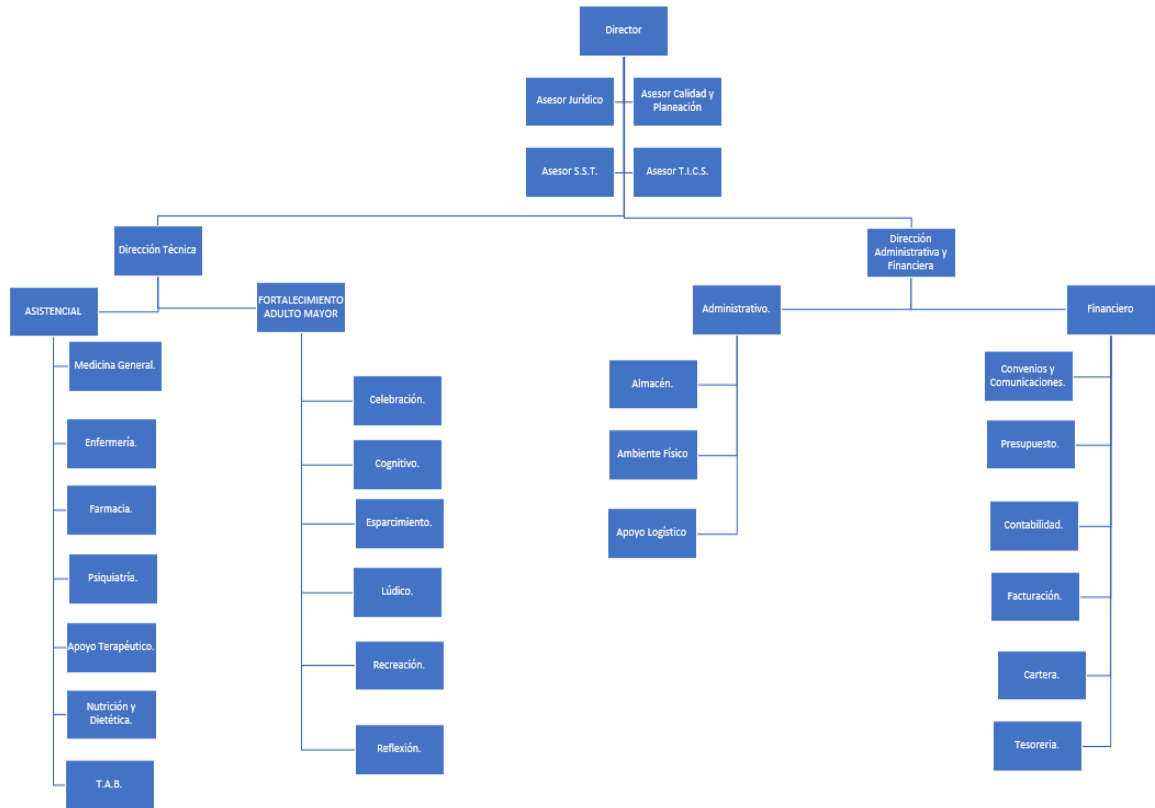 Director
Asesor Jurídico
Asesor Calidad y
Planeación
Asesor S.S.T.
Asesor T.I.C.S.
Dirección Técnica
Dirección
Administrativa y
Financiera
ASISTENCIAL
FORTALECIMIENTO
ADULTO MAYOR
Administrativo.
Financiero
Medicina General.
Enfermería.
Farmacia.
Psiquiatría.
Apoyo Terapéutico.
Nutrición y
Dietética.
T.A.B.
Celebración.
Cognitivo.
Esparcimiento.
Lúdico.
Recreación.
Reflexión.
Almacén.
Ambiente Físico
Apoyo Logístico
Convenios y
Comunicaciones.
Presupuesto.
Contabilidad.
Facturación.
Cartera.
Tesoreria.